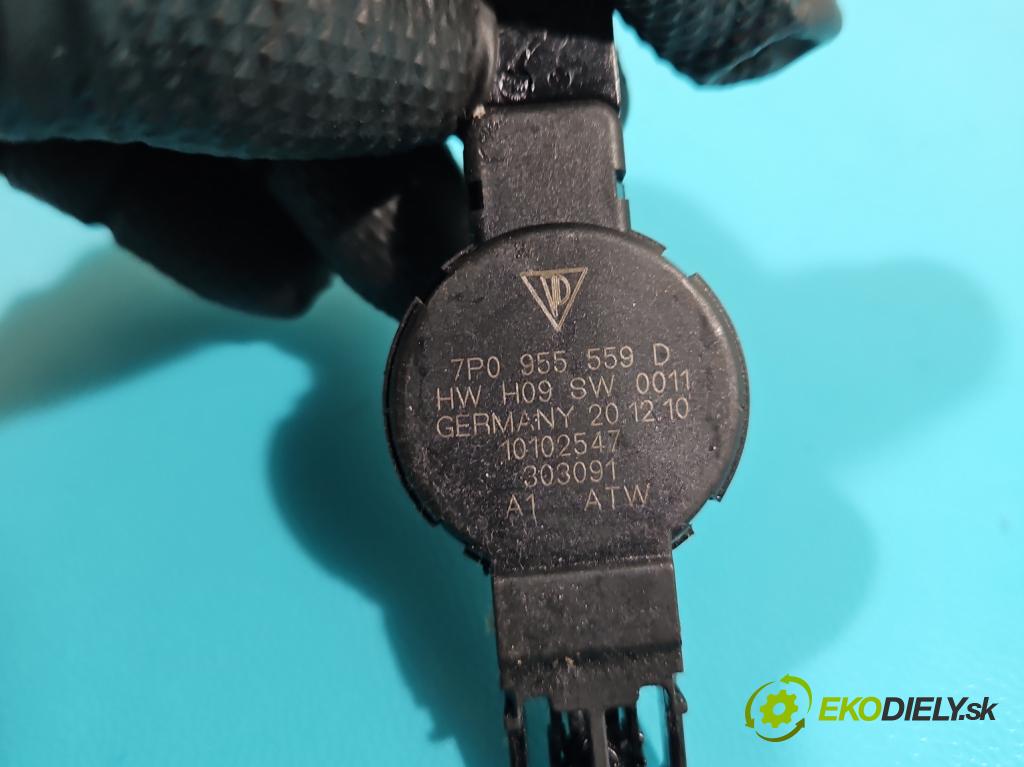 7P0 955 559 D
HW H09 SW 0011
GERMANY 20.12.10
10102547
303091
A1 ATW
EKODIELY.sk